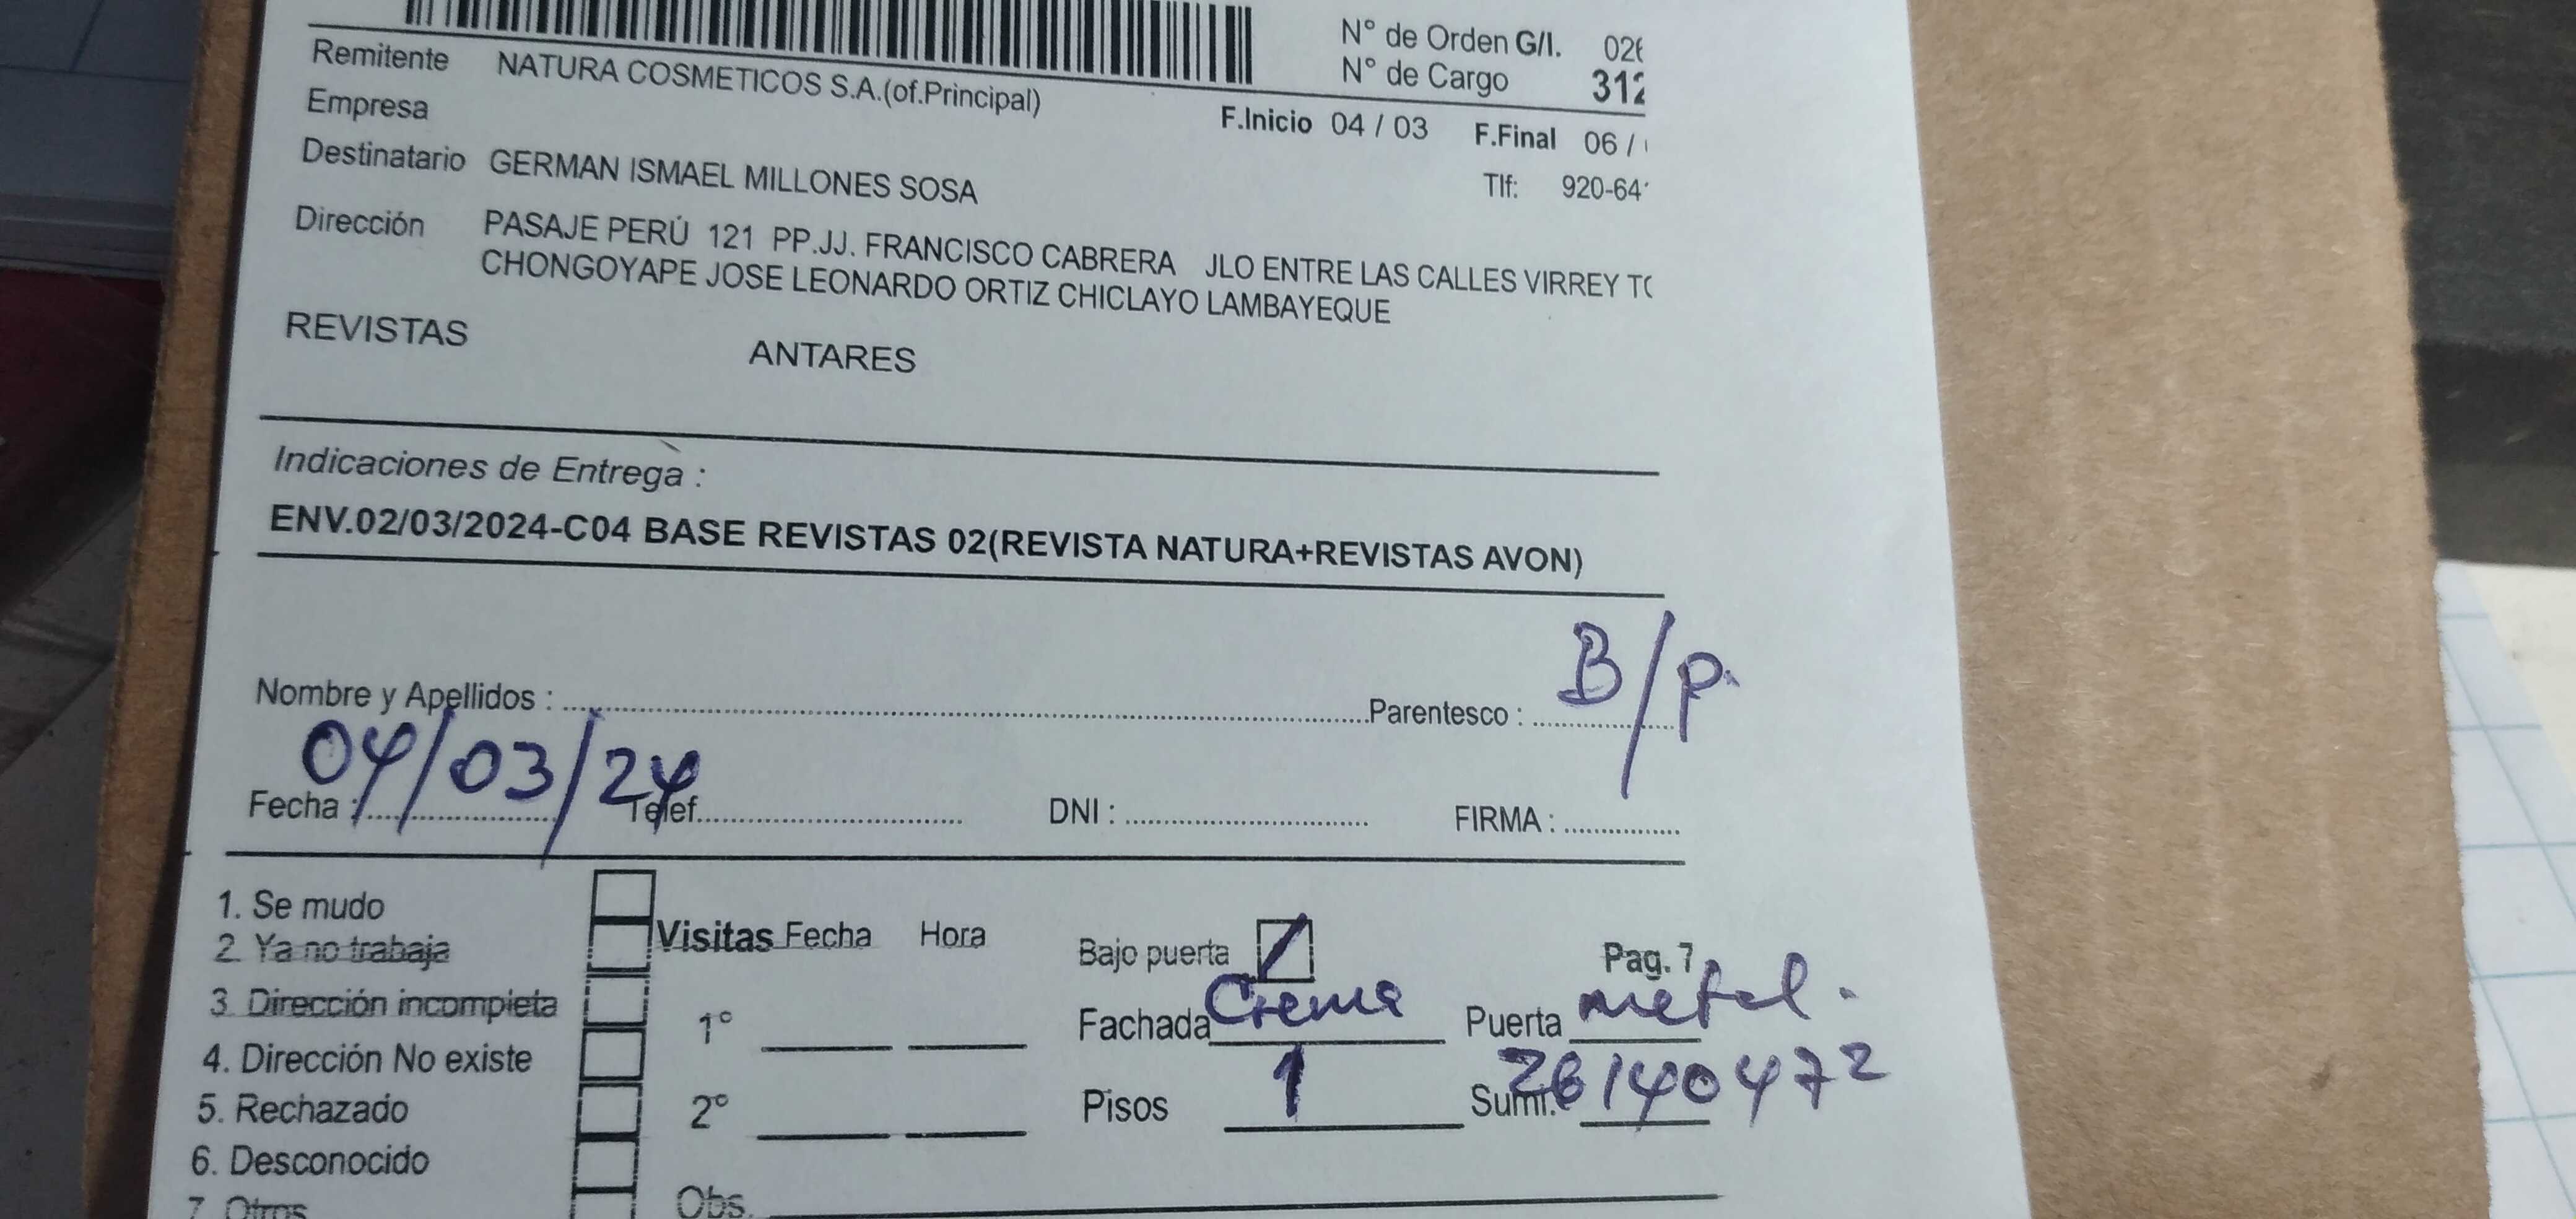 N° de Orden G/I. 026
N° de Cargo 312
Remitente NATURA COSMETICOS S.A.(of.Principal)
Empresa
F.Inicio 04 / 03 F.Final 06 /
Destinatario GERMAN ISMAEL MILLONES SOSA
Tlf: 920-64
Dirección PASAJE PERÚ 121 PP.JJ. FRANCISCO CABRERA JLO ENTRE LAS CALLES VIRREY TO
CHONGOYAPE JOSE LEONARDO ORTIZ CHICLAYO LAMBAYEQUE
REVISTAS ANTARES
Indicaciones de Entrega :
ENV.02/03/2024-C04 BASE REVISTAS 02(REVISTA NATURA+REVISTAS AVON)
Nombre y Apellidos : Parentesco : B/P.
Fecha : 04/03/24 Telef. DNI : FIRMA :
1. Se mudo
2. Ya no trabaja
3. Dirección incompleta
4. Dirección No existe
5. Rechazado
6. Desconocido
7. Otros
Visitas Fecha Hora
1°
2°
Obs.
Bajo puerta Pag. 7
Fachada Crema Puerta metal.
Pisos 1 Sumi. 26140472